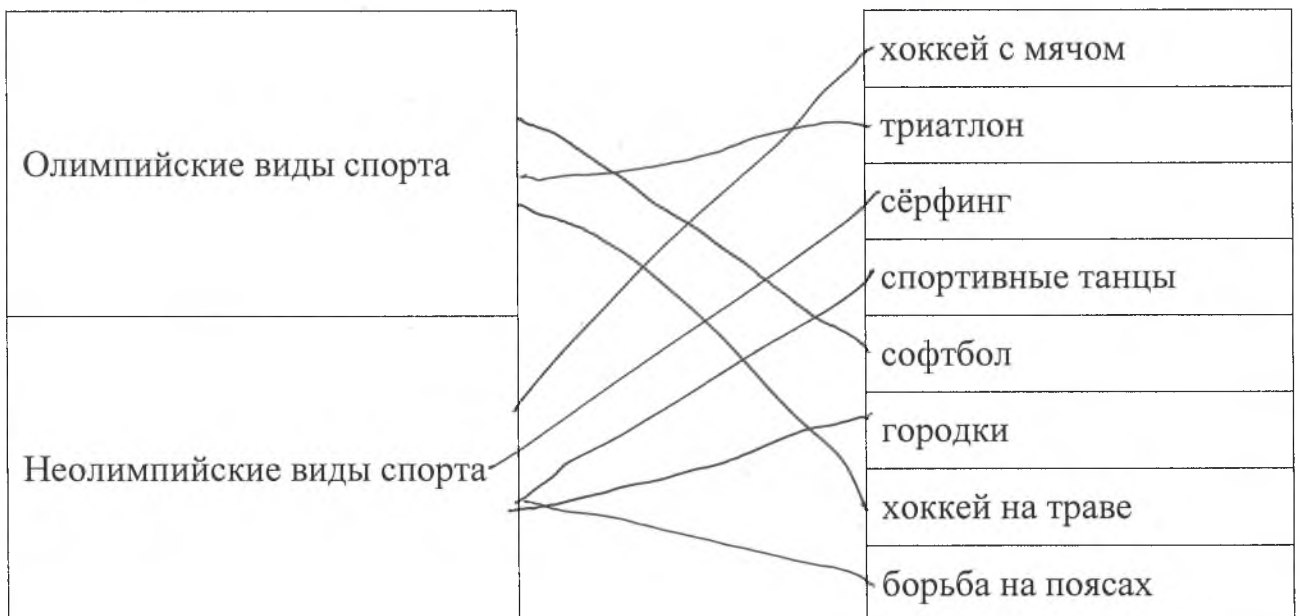 Олимпийские виды спорта
Неолимпийские виды спорта
хоккей с мячом
триатлон
сёрфинг
спортивные танцы
софтбол
городки
хоккей на траве
борьба на поясах